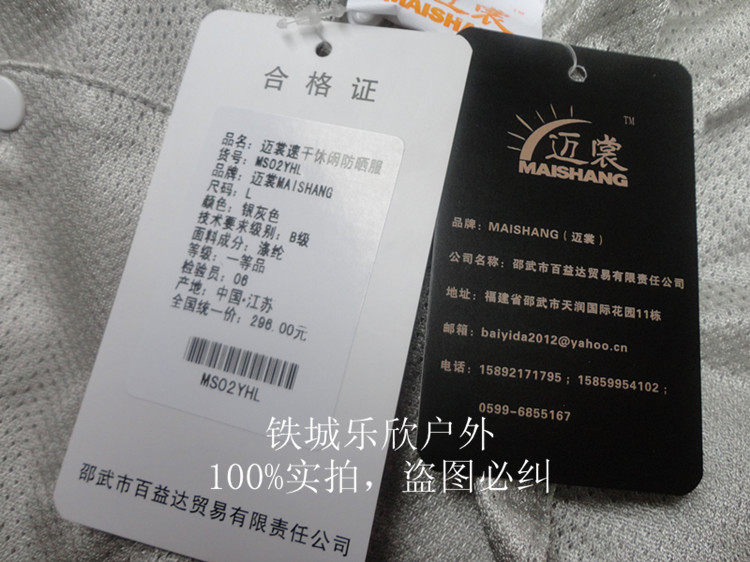 迈裳
MAISHANG
合格证
品名：迈裳速干休闲防晒服
货号：MS02YHL
品牌：迈裳MAISHANG
尺码：L
颜色：银灰色
技术要求级别：B级
面料成分：涤纶
等级：一等品
检验员：06
产地：中国·江苏
全国统一价：296.00元
MS02YHL
邵武市百益达贸易有限责任公司
迈裳
TM
MAISHANG
品牌：MAISHANG（迈裳）
公司名称：邵武市百益达贸易有限责任公司
地址：福建省邵武市天润国际花园11栋
邮箱：baiyida2012@yahoo.cn
电话：15892171795；15859954102；
0599-6855167
铁城乐欣户外
100%实拍，盗图必纠